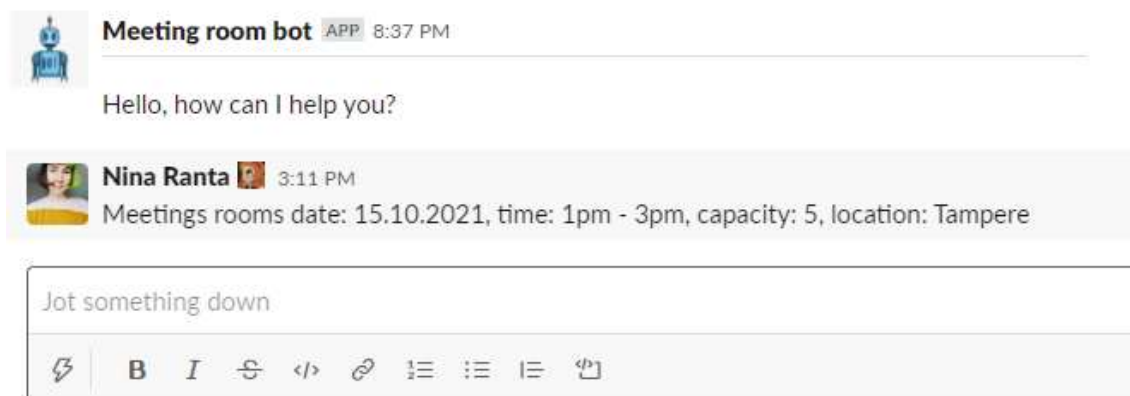 Meeting room bot APP 8:37 PM
Hello, how can I help you?
Nina Ranta 3:11 PM
Meetings rooms date: 15.10.2021, time: 1pm - 3pm, capacity: 5, location: Tampere
Jot something down
B I S </>